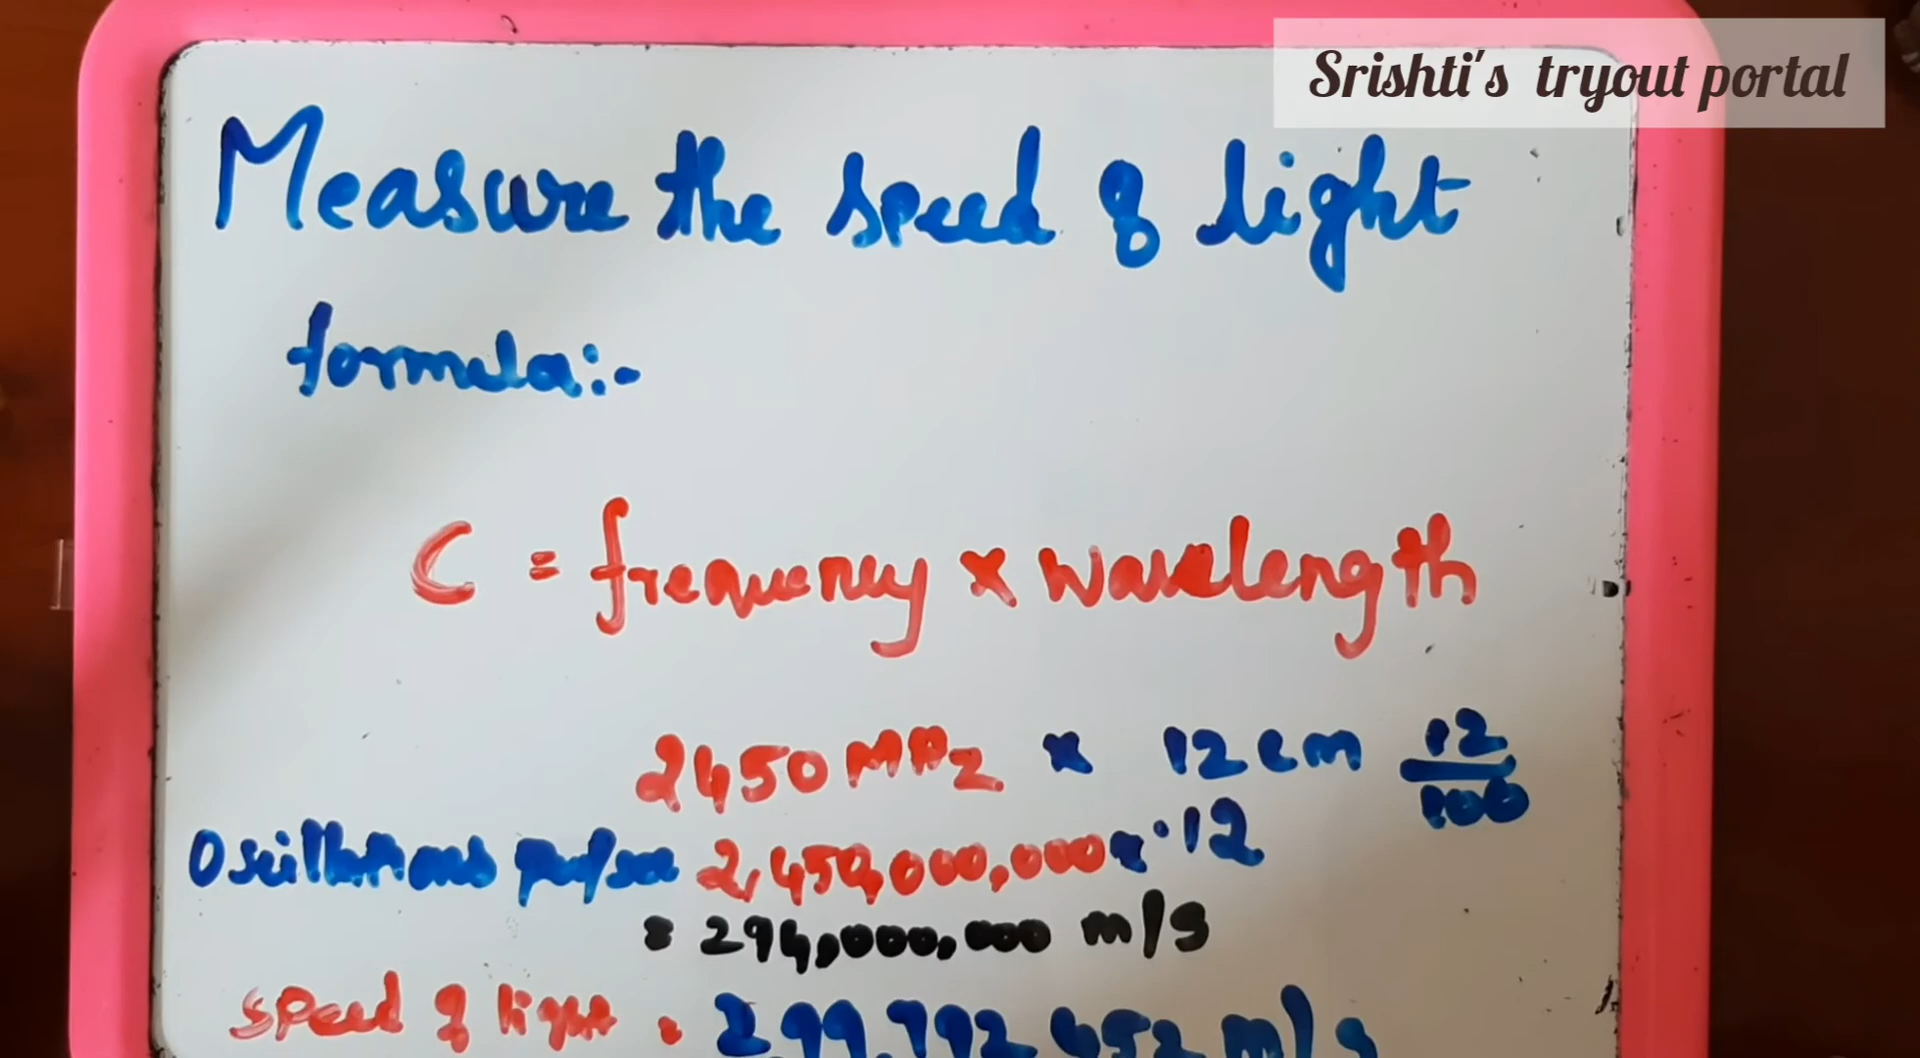 Srishti's tryout portal
Measure the speed of light
formula:-
C = frequency × wavelength
2450 MHz × 12 cm 12/100
Oscillations per/sec 2,450,000,000 × .12
= 294,000,000 m/s
speed of light = 299,792 452 m/s